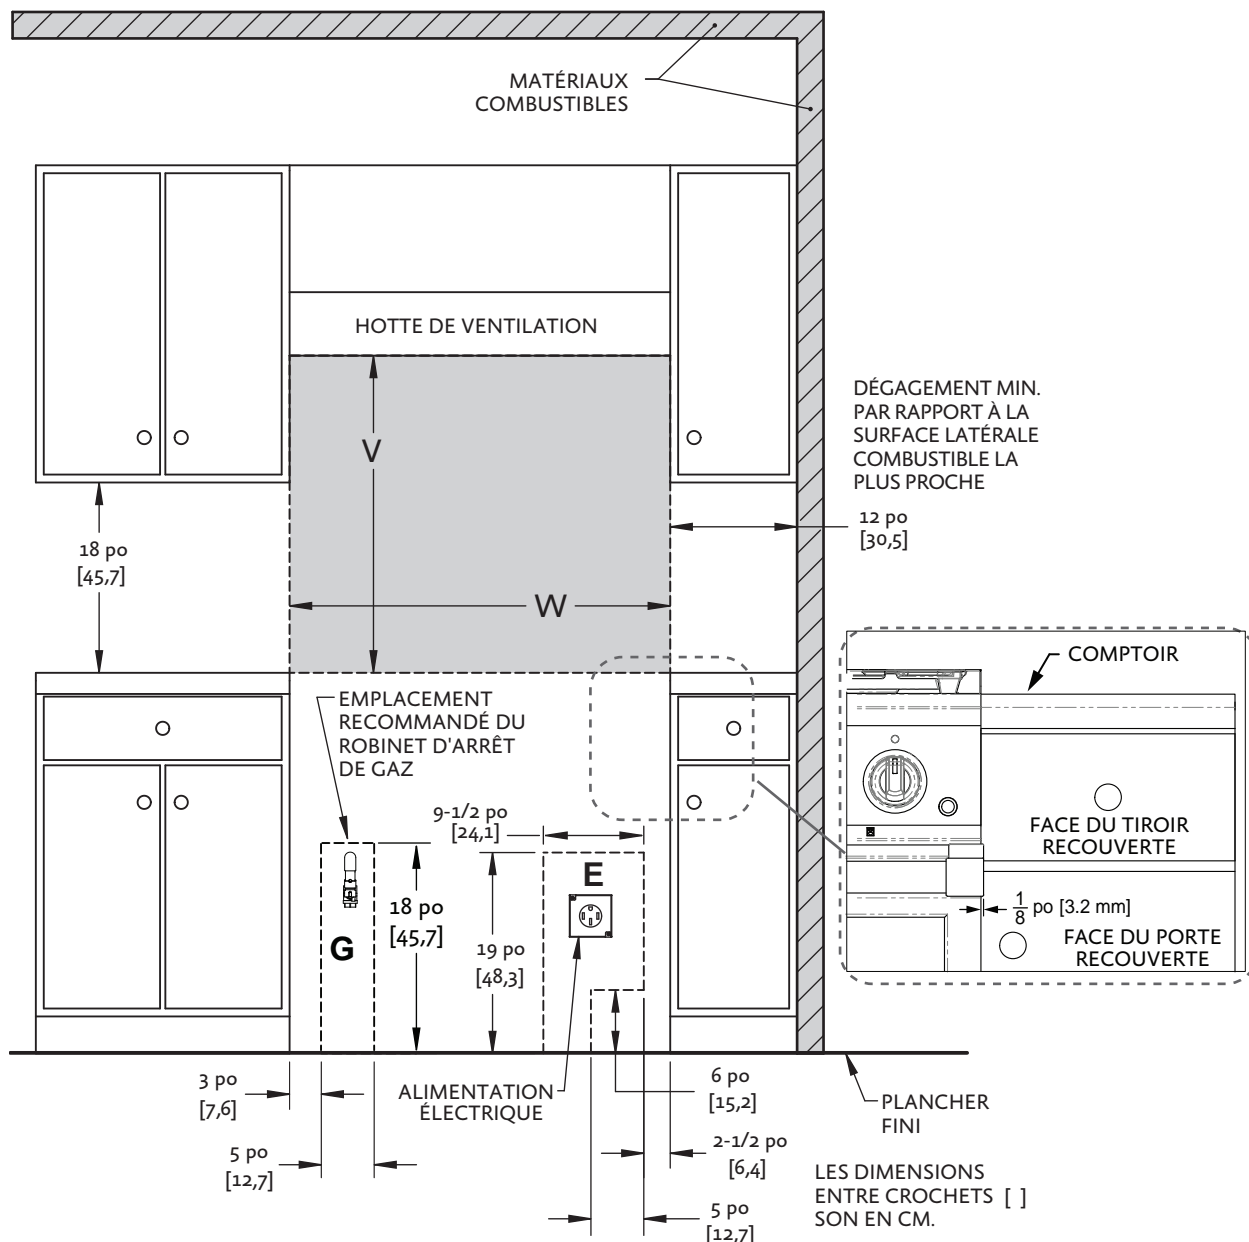 MATÉRIAUX
COMBUSTIBLES
HOTTE DE VENTILATION
DÉGAGEMENT MIN.
PAR RAPPORT À LA
SURFACE LATÉRALE
COMBUSTIBLE LA
PLUS PROCHE
V
12 po
[30,5]
18 po
[45,7]
W
COMPTOIR
EMPLACEMENT
RECOMMANDÉ DU
ROBINET D'ARRÊT
DE GAZ
9-1/2 po
[24,1]
FACE DU TIROIR
RECOUVERTE
E
18 po
[45,7]
1/8 po [3.2 mm]
G
19 po
[48,3]
FACE DU PORTE
RECOUVERTE
3 po
[7,6]
ALIMENTATION
ÉLECTRIQUE
6 po
[15,2]
PLANCHER
FINI
5 po
[12,7]
2-1/2 po
[6,4]
5 po
[12,7]
LES DIMENSIONS
ENTRE CROCHETS [ ]
SON EN CM.